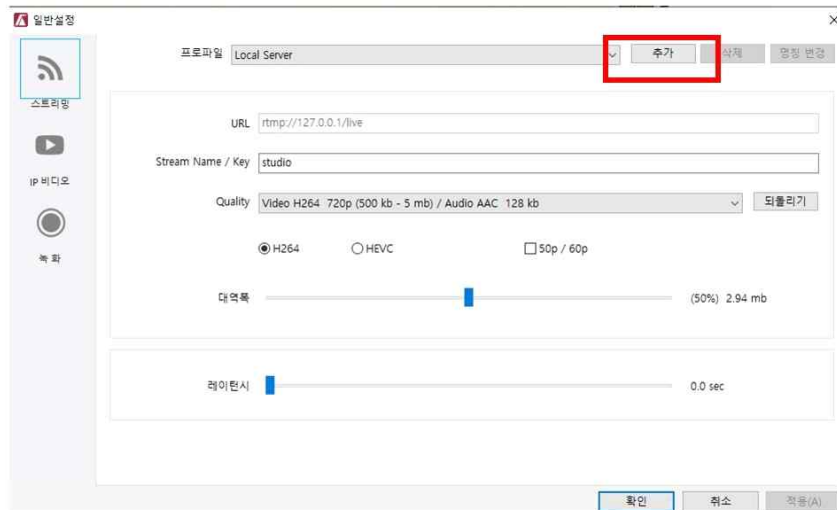 일반설정
스트리밍
IP 비디오
녹 화
프로파일 Local Server 추가 삭제 명칭 변경
URL rtmp://127.0.0.1/live
Stream Name / Key studio
Quality Video H264 720p (500 kb - 5 mb) / Audio AAC 128 kb 되돌리기
H264 HEVC 50p / 60p
대역폭 (50%) 2.94 mb
레이턴시 0.0 sec
확인 취소 적용(A)